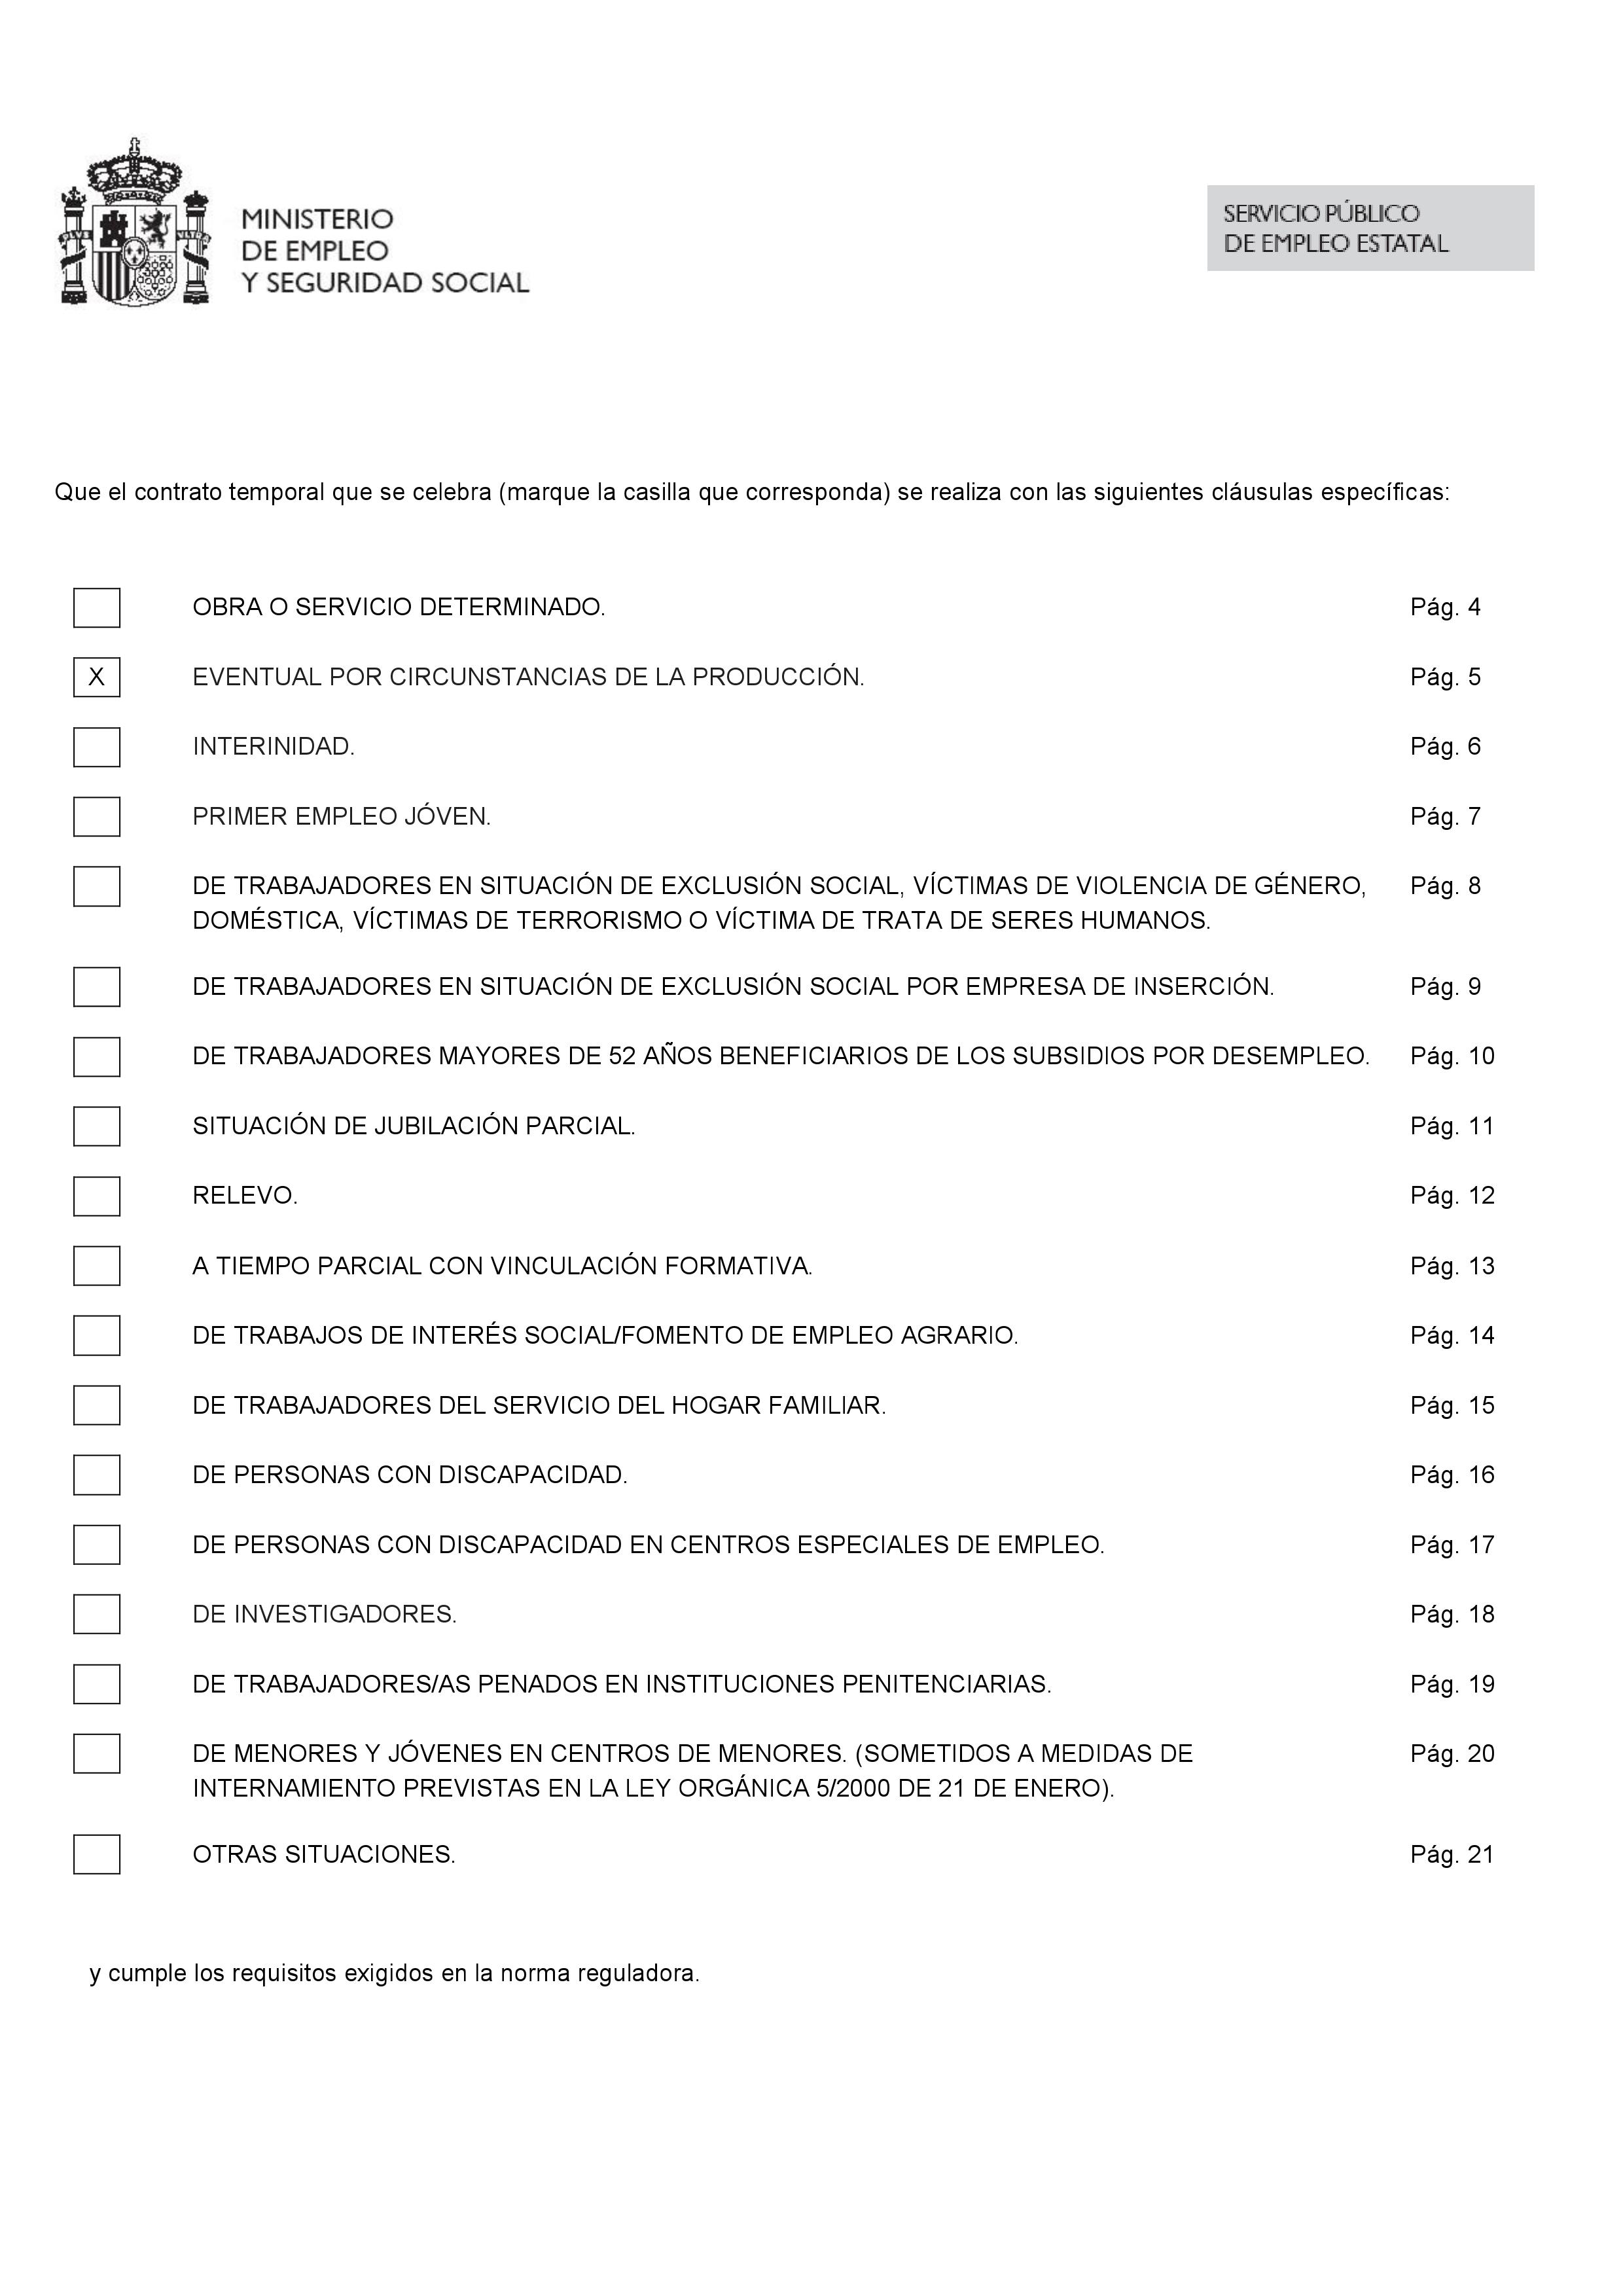 MINISTERIO
DE EMPLEO
Y SEGURIDAD SOCIAL
SERVICIO PÚBLICO
DE EMPLEO ESTATAL
Que el contrato temporal que se celebra (marque la casilla que corresponda) se realiza con las siguientes cláusulas específicas:
OBRA O SERVICIO DETERMINADO. Pág. 4
X EVENTUAL POR CIRCUNSTANCIAS DE LA PRODUCCIÓN. Pág. 5
INTERINIDAD. Pág. 6
PRIMER EMPLEO JÓVEN. Pág. 7
DE TRABAJADORES EN SITUACIÓN DE EXCLUSIÓN SOCIAL, VÍCTIMAS DE VIOLENCIA DE GÉNERO, Pág. 8
DOMÉSTICA, VÍCTIMAS DE TERRORISMO O VÍCTIMA DE TRATA DE SERES HUMANOS.
DE TRABAJADORES EN SITUACIÓN DE EXCLUSIÓN SOCIAL POR EMPRESA DE INSERCIÓN. Pág. 9
DE TRABAJADORES MAYORES DE 52 AÑOS BENEFICIARIOS DE LOS SUBSIDIOS POR DESEMPLEO. Pág. 10
SITUACIÓN DE JUBILACIÓN PARCIAL. Pág. 11
RELEVO. Pág. 12
A TIEMPO PARCIAL CON VINCULACIÓN FORMATIVA. Pág. 13
DE TRABAJOS DE INTERÉS SOCIAL/FOMENTO DE EMPLEO AGRARIO. Pág. 14
DE TRABAJADORES DEL SERVICIO DEL HOGAR FAMILIAR. Pág. 15
DE PERSONAS CON DISCAPACIDAD. Pág. 16
DE PERSONAS CON DISCAPACIDAD EN CENTROS ESPECIALES DE EMPLEO. Pág. 17
DE INVESTIGADORES. Pág. 18
DE TRABAJADORES/AS PENADOS EN INSTITUCIONES PENITENCIARIAS. Pág. 19
DE MENORES Y JÓVENES EN CENTROS DE MENORES. (SOMETIDOS A MEDIDAS DE Pág. 20
INTERNAMIENTO PREVISTAS EN LA LEY ORGÁNICA 5/2000 DE 21 DE ENERO).
OTRAS SITUACIONES. Pág. 21
y cumple los requisitos exigidos en la norma reguladora.